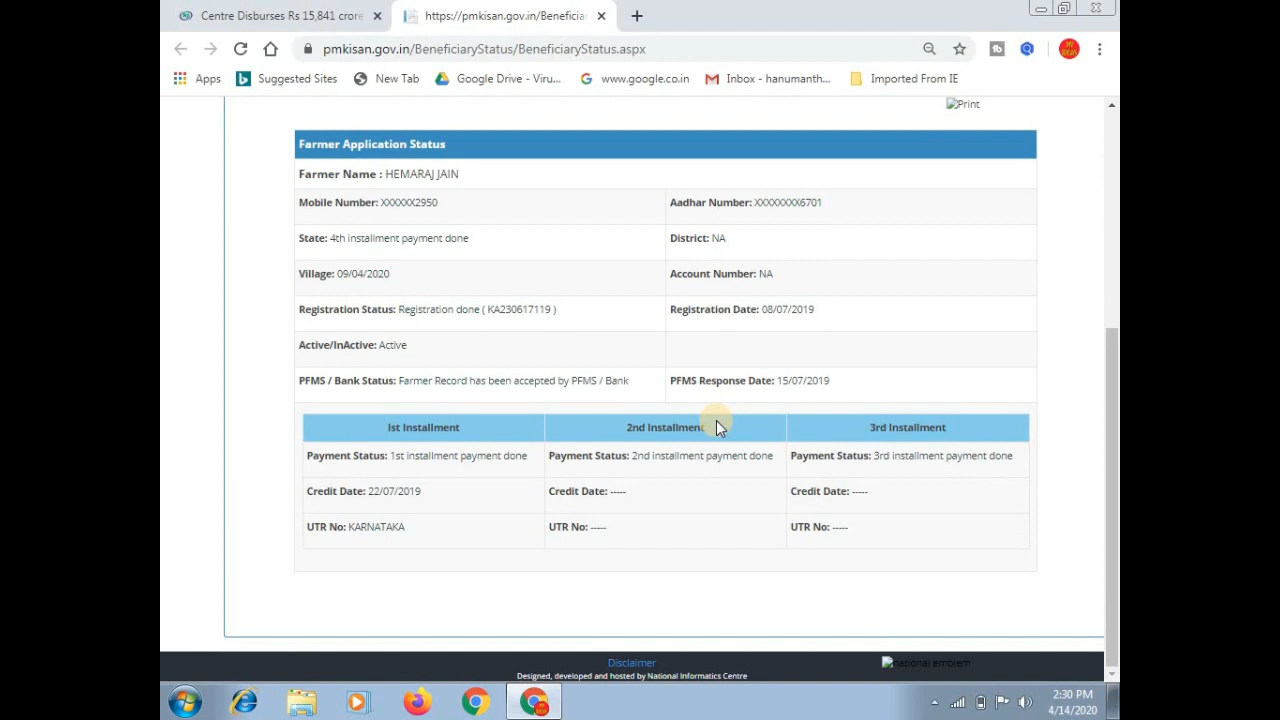 Centre Disburses Rs 15,841 crore
https://pmkisan.gov.in/Beneficia
pmkisan.gov.in/BeneficiaryStatus/BeneficiaryStatus.aspx
Apps Suggested Sites New Tab Google Drive - Viru... www.google.co.in Inbox - hanumanth... Imported From IE
Print
Farmer Application Status
Farmer Name : HEMARAJ JAIN
Mobile Number: XXXXXX2950 Aadhar Number: XXXXXXXX6701
State: 4th installment payment done District: NA
Village: 09/04/2020 Account Number: NA
Registration Status: Registration done ( KA230617119 ) Registration Date: 08/07/2019
Active/InActive: Active
PFMS / Bank Status: Farmer Record has been accepted by PFMS / Bank PFMS Response Date: 15/07/2019
Ist Installment 2nd Installment 3rd Installment
Payment Status: 1st installment payment done Payment Status: 2nd installment payment done Payment Status: 3rd installment payment done
Credit Date: 22/07/2019 Credit Date: ----- Credit Date: -----
UTR No: KARNATAKA UTR No: ----- UTR No: -----
Disclaimer
national emblem
Designed, developed and hosted by National Informatics Centre
2:30 PM
4/14/2020